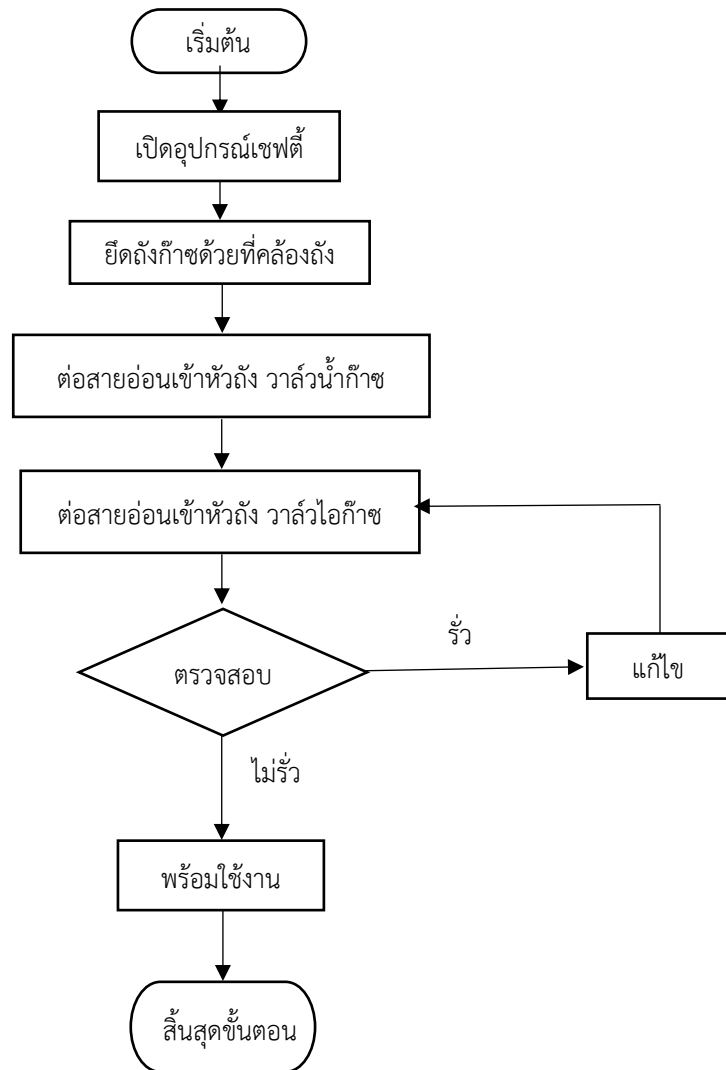 เริ่มต้น
เปิดอุปกรณ์เซฟตี้
ยึดถังก๊าซด้วยที่คล้องถัง
ต่อสายอ่อนเข้าหัวถัง วาล์วน้ำก๊าซ
ต่อสายอ่อนเข้าหัวถัง วาล์วไอก๊าซ
รั่ว
ตรวจสอบ
แก้ไข
ไม่รั่ว
พร้อมใช้งาน
สิ้นสุดขั้นตอน